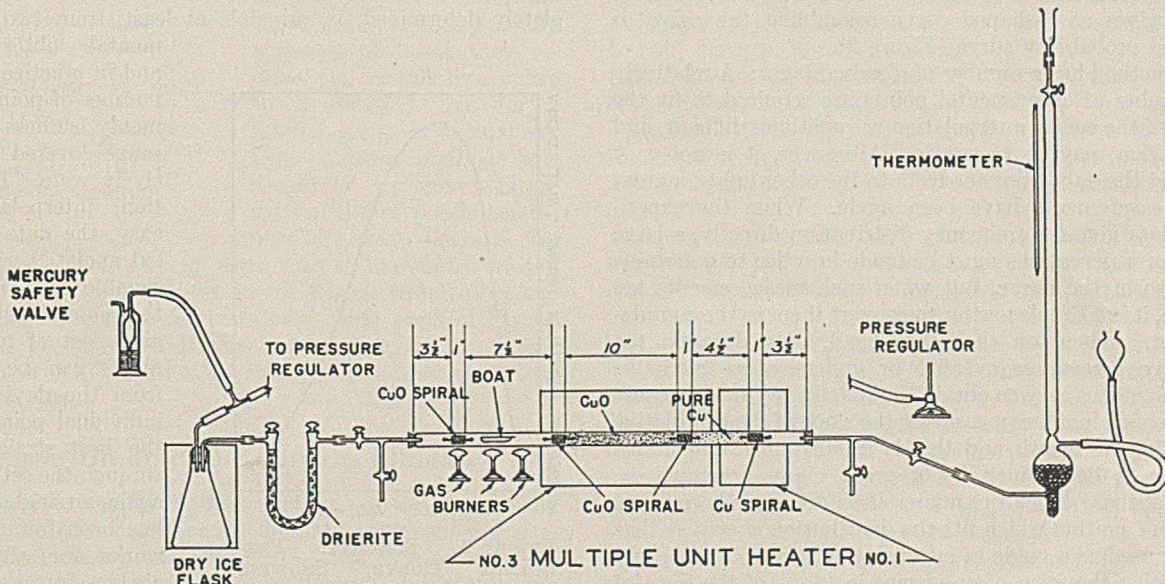 THERMOMETER
MERCURY
SAFETY
VALVE
TO PRESSURE
REGULATOR
3½"
1"
7½"
10"
1"
4½"
1"
3½"
PRESSURE
REGULATOR
BOAT
CuO SPIRAL
CuO
PURE
Cu
GAS
BURNERS
CuO SPIRAL
Cu SPIRAL
DRIERITE
DRY ICE
FLASK
NO.3 MULTIPLE UNIT HEATER NO.1